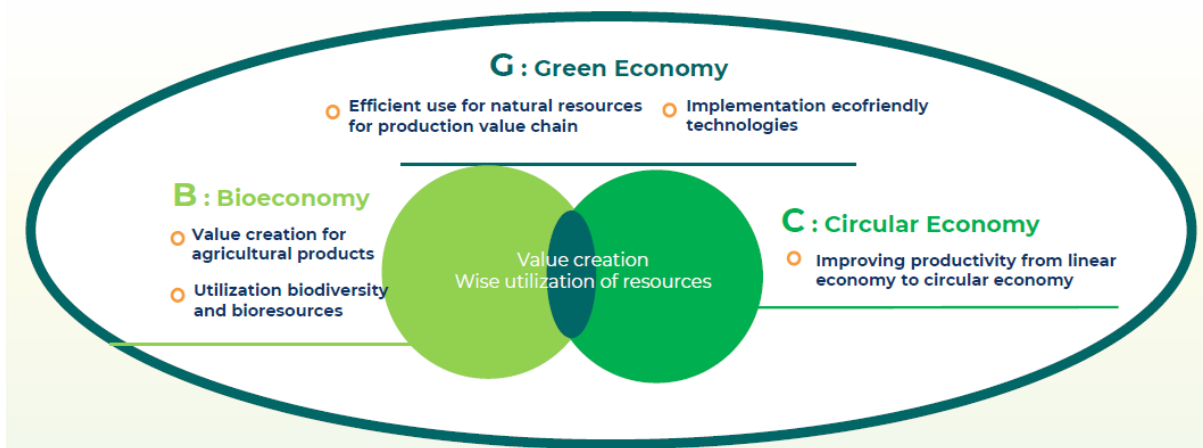 G : Green Economy
Efficient use for natural resources
for production value chain
Implementation ecofriendly
technologies
B : Bioeconomy
Value creation for
agricultural products
Utilization biodiversity
and bioresources
Value creation
Wise utilization of resources
C : Circular Economy
Improving productivity from linear
economy to circular economy